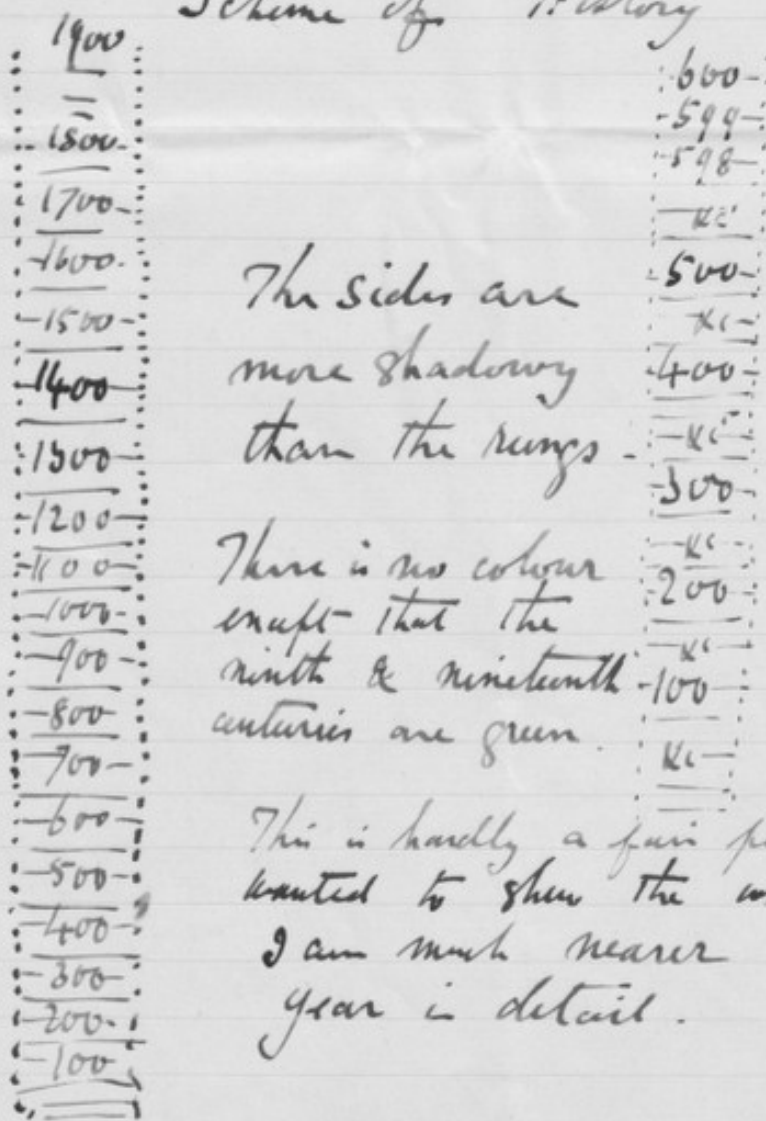 Scheme of History
1900
1800
1700
1600
1500
1400
1300
1200
1100
1000
900
800
700
600
500
400
300
200
100
The sides are
more shadowy
than the rungs.
There is no colour
except that the
ninth & nineteenth
centuries are green.
This is hardly a fair
wanted to shew the
I am much nearer
year in detail.
600
599
598
&c
500
&c
400
&c
300
&c
200
&c
100
&c